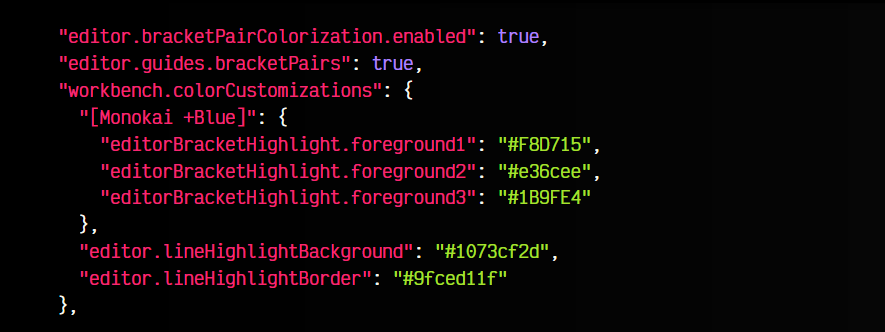 "editor.bracketPairColorization.enabled": true,
"editor.guides.bracketPairs": true,
"workbench.colorCustomizations": {
"[Monokai +Blue]": {
"editorBracketHighlight.foreground1": "#F8D715",
"editorBracketHighlight.foreground2": "#e36cee",
"editorBracketHighlight.foreground3": "#1B9FE4"
},
"editor.lineHighlightBackground": "#1073cf2d",
"editor.lineHighlightBorder": "#9fced11f"
},